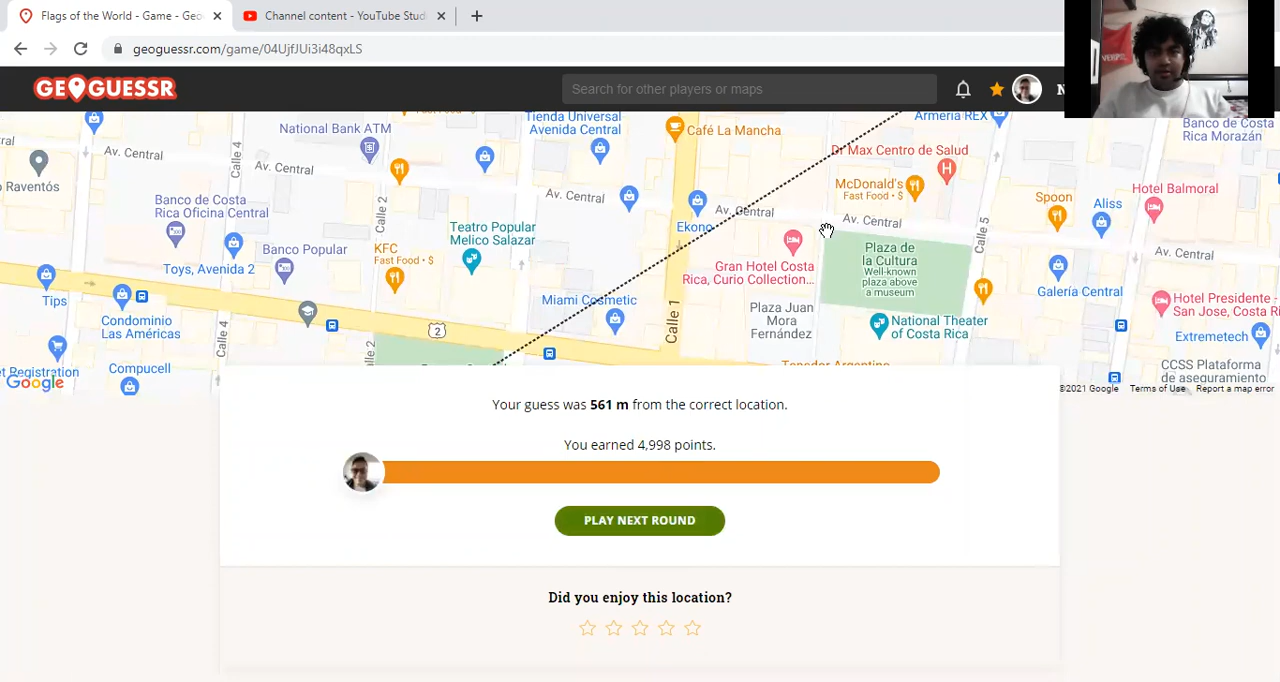 Flags of the World - Game - Geo
Channel content - YouTube Stud
geoguessr.com/game/04UjfJUi3i48qxLS
GEOGUESSR
Search for other players or maps
National Bank ATM
Tienda Universal
Avenida Central
Café La Mancha
Armería REX
Banco de Costa
Rica Morazán
Dr Max Centro de Salud
Calle 4
Av. Central
Av. Central
Raventós
McDonald's
Fast Food • $
Hotel Balmoral
Spoon
Aliss
Banco de Costa
Rica Oficina Central
Calle 2
Av. Central
Av. Central
Av. Central
Calle 5
Av. Central
Ekono
Teatro Popular
Melico Salazar
Banco Popular
KFC
Fast Food • $
Toys, Avenida 2
Plaza de
la Cultura
Well-known
plaza above
a museum
Gran Hotel Costa
Rica, Curio Collection...
Galería Central
Tips
Miami Cosmetic
Calle 1
Plaza Juan
Mora
Fernández
Hotel Presidente -
San Jose, Costa Ri
National Theater
of Costa Rica
Condominio
Las Américas
Calle 4
2
Extremetech
Compucell
Tenedor Argentino
CCSS Plataforma
de aseguramiento
et Registration
Google
©2021 Google
Terms of Use
Report a map error
Your guess was 561 m from the correct location.
You earned 4,998 points.
PLAY NEXT ROUND
Did you enjoy this location?